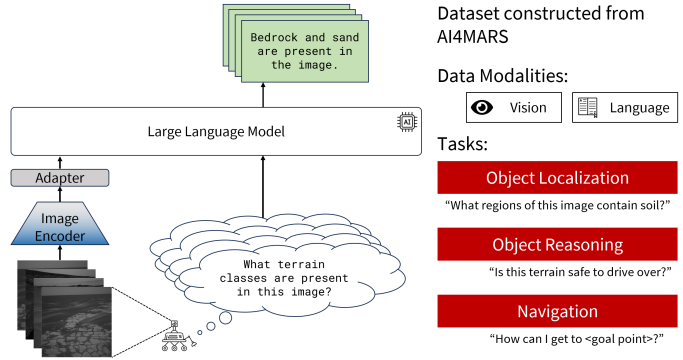 Bedrock and sand
are present in
the image.
Large Language Model
AI
Adapter
Image
Encoder
What terrain
classes are present
in this image?
Dataset constructed from
AI4MARS
Data Modalities:
Vision
Language
Tasks:
Object Localization
“What regions of this image contain soil?”
Object Reasoning
“Is this terrain safe to drive over?”
Navigation
“How can I get to <goal point>?”